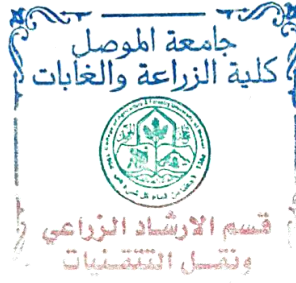 جامعة الموصل
كلية الزراعة والغابات
قسم الارشاد الزراعي
ونقل التقنيات